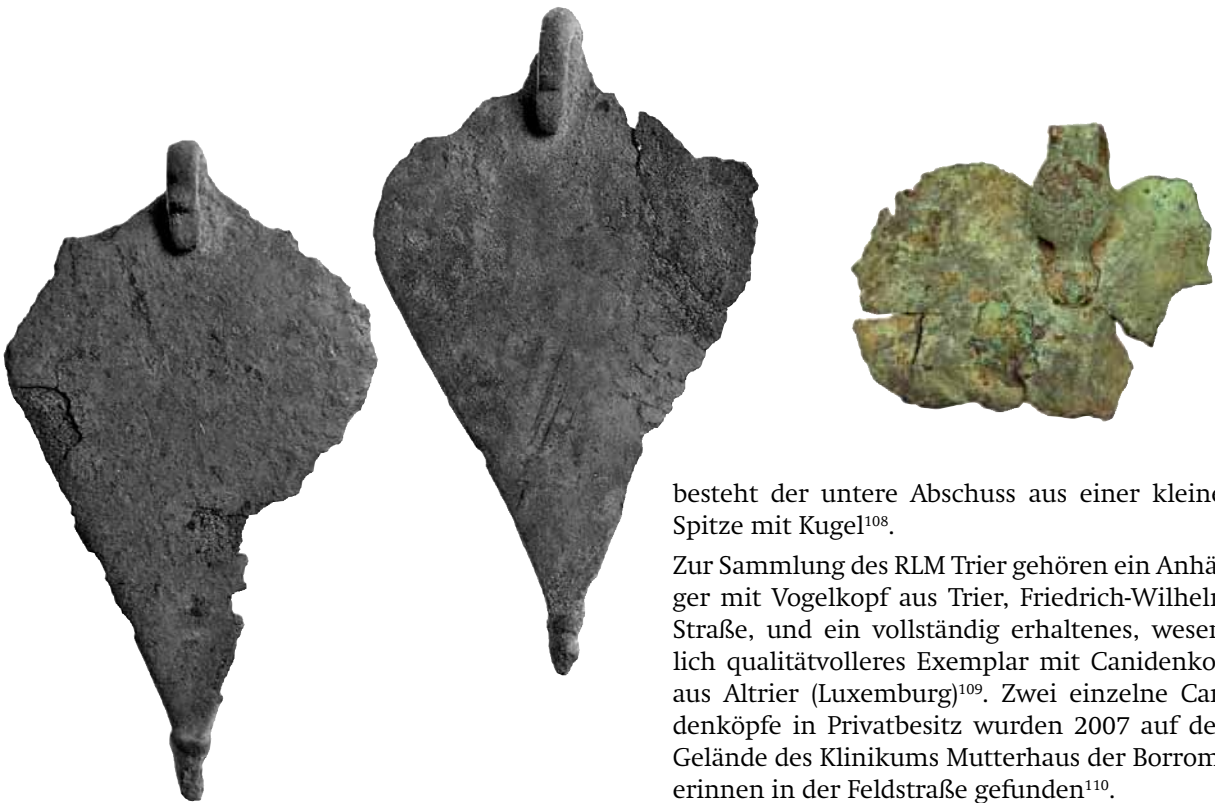 besteht der untere Abschuss aus einer kleine
Spitze mit Kugel¹⁰⁸.
Zur Sammlung des RLM Trier gehören ein Anhä
ger mit Vogelkopf aus Trier, Friedrich-Wilhelm
Straße, und ein vollständig erhaltenes, wesen
lich qualitätvolleres Exemplar mit Canidenko
aus Altrier (Luxemburg)¹⁰⁹. Zwei einzelne Can
denköpfe in Privatbesitz wurden 2007 auf de
Gelände des Klinikums Mutterhaus der Borrom
erinnen in der Feldstraße gefunden¹¹⁰.